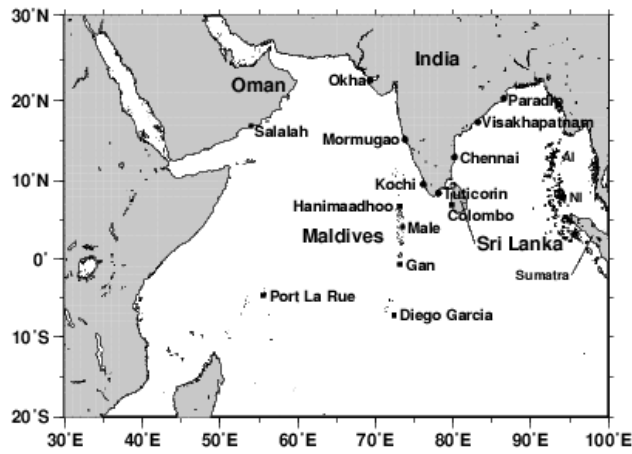 30˚N
India
Oman
Okha
20˚N
Paradip
Visakhapatnam
Salalah
Mormugao
Chennai
AI
10˚N
Kochi
Tuticorin
NI
Hanimaadhoo
Colombo
Maldives
Male
Sri Lanka
0˚
Gan
Sumatra
Port La Rue
Diego Garcia
10˚S
20˚S
30˚E 40˚E 50˚E 60˚E 70˚E 80˚E 90˚E 100˚E